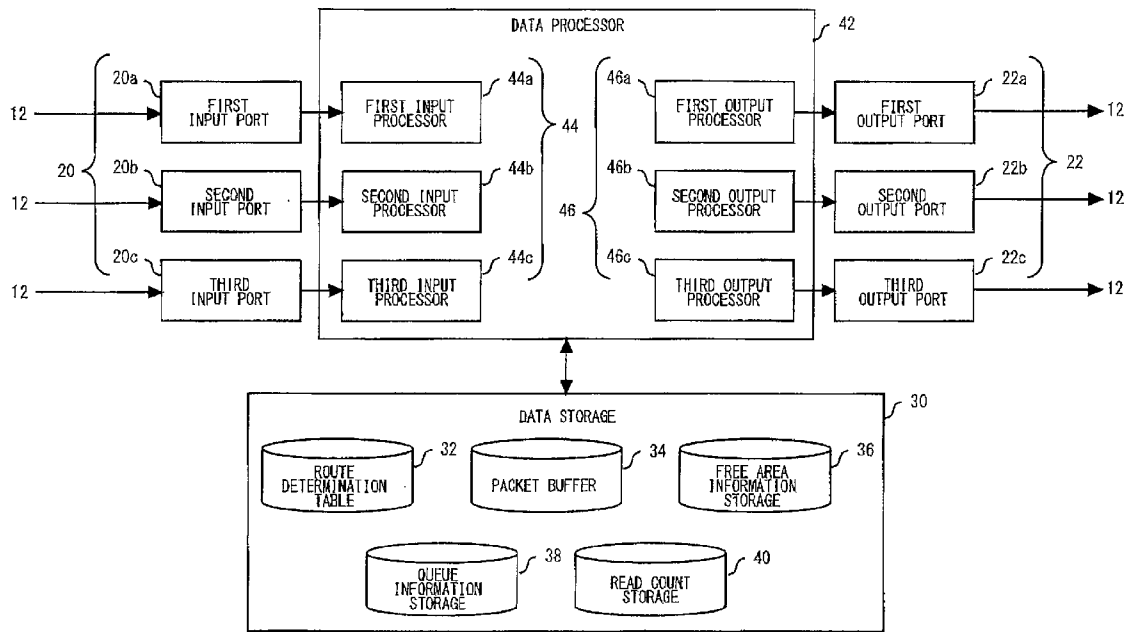 DATA PROCESSOR
42
20a
44a
46a
22a
12
FIRST
INPUT PORT
FIRST INPUT
PROCESSOR
FIRST OUTPUT
PROCESSOR
FIRST
OUTPUT PORT
12
20
20b
44b
44
46
46b
22b
22
12
SECOND
INPUT PORT
SECOND INPUT
PROCESSOR
SECOND OUTPUT
PROCESSOR
SECOND
OUTPUT PORT
12
20c
44c
46c
22c
12
THIRD
INPUT PORT
THIRD INPUT
PROCESSOR
THIRD OUTPUT
PROCESSOR
THIRD
OUTPUT PORT
12
DATA STORAGE
30
ROUTE
DETERMINATION
TABLE
32
PACKET BUFFER
34
FREE AREA
INFORMATION
STORAGE
36
QUEUE
INFORMATION
STORAGE
38
READ COUNT
STORAGE
40